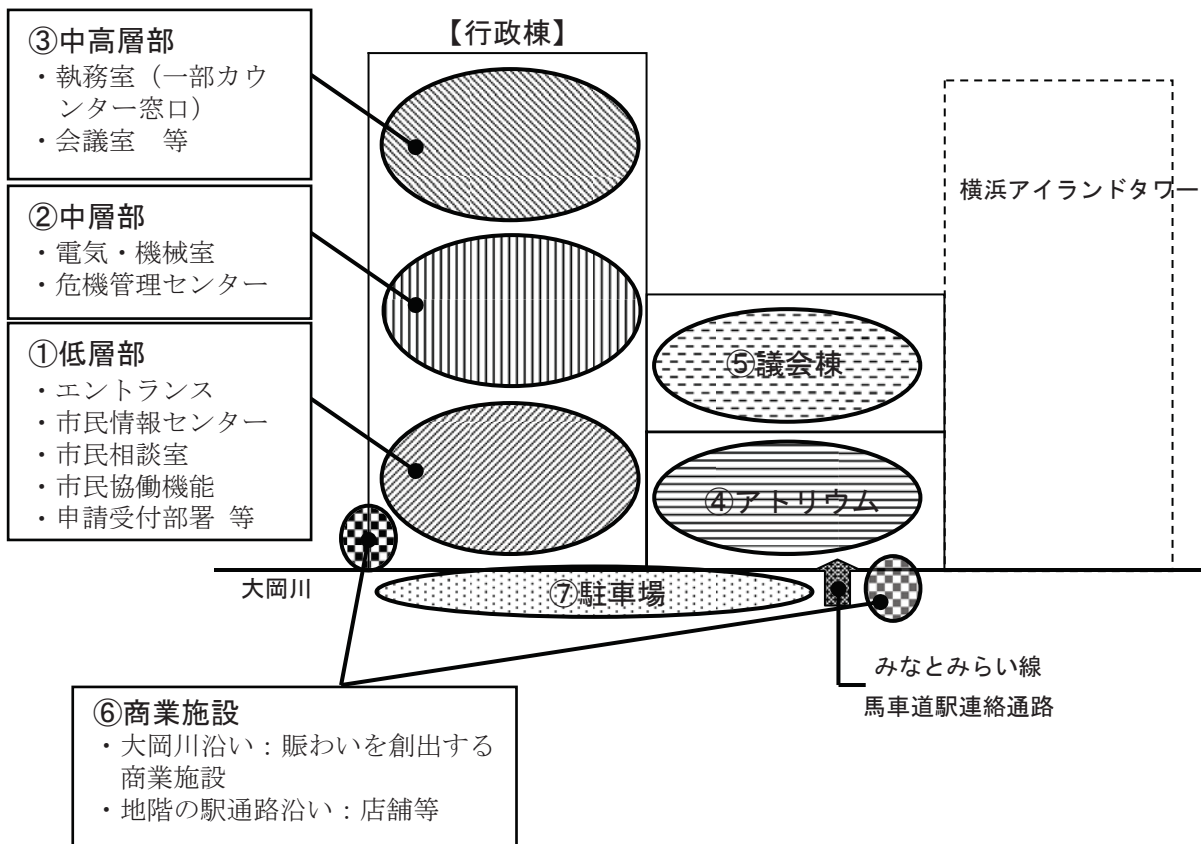 ③中高層部
・執務室（一部カウ
ンター窓口）
・会議室　等
②中層部
・電気・機械室
・危機管理センター
①低層部
・エントランス
・市民情報センター
・市民相談室
・市民協働機能
・申請受付部署 等
【行政棟】
横浜アイランドタワー
⑤議会棟
④アトリウム
大岡川
⑦駐車場
みなとみらい線
馬車道駅連絡通路
⑥商業施設
・大岡川沿い：賑わいを創出する
商業施設
・地階の駅通路沿い：店舗等